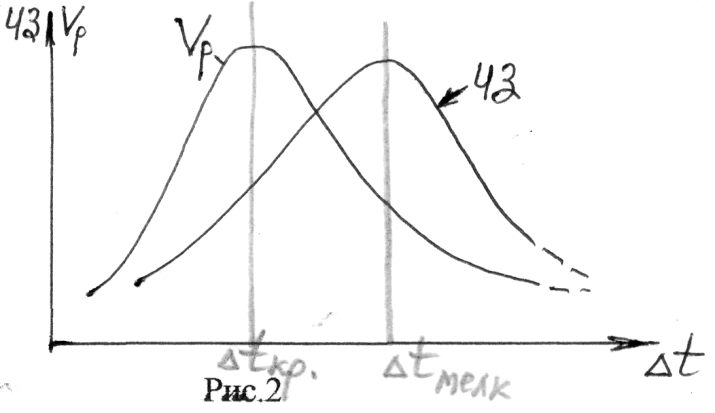 ЧЗ Vр
Vр
ЧЗ
Δt
Δtкр.
Δtмелк
Рис.2